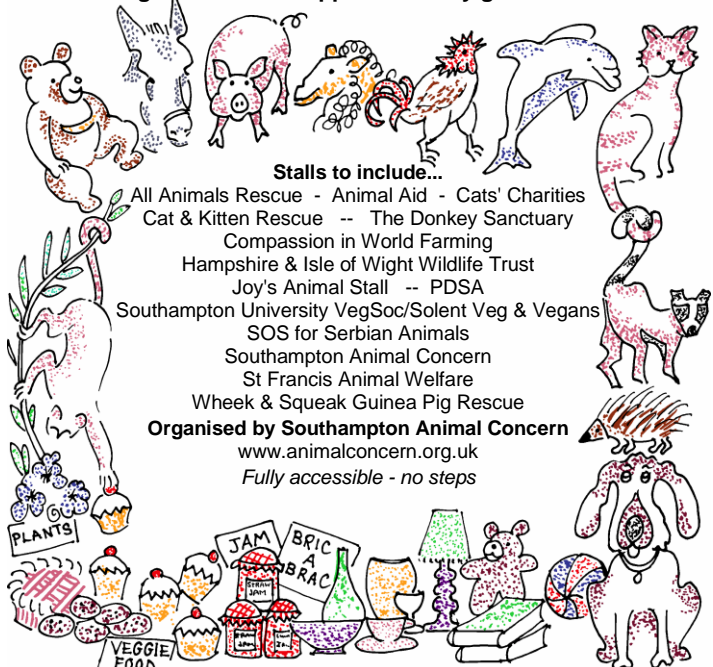 Stalls to include...
All Animals Rescue - Animal Aid - Cats' Charities
Cat & Kitten Rescue -- The Donkey Sanctuary
Compassion in World Farming
Hampshire & Isle of Wight Wildlife Trust
Joy's Animal Stall -- PDSA
Southampton University VegSoc/Solent Veg & Vegans
SOS for Serbian Animals
Southampton Animal Concern
St Francis Animal Welfare
Wheek & Squeak Guinea Pig Rescue
Organised by Southampton Animal Concern
www.animalconcern.org.uk
Fully accessible - no steps
PLANTS
JAM
BRIC
A
BRAC
STRAW
JAM
VEGGIE
FOOD